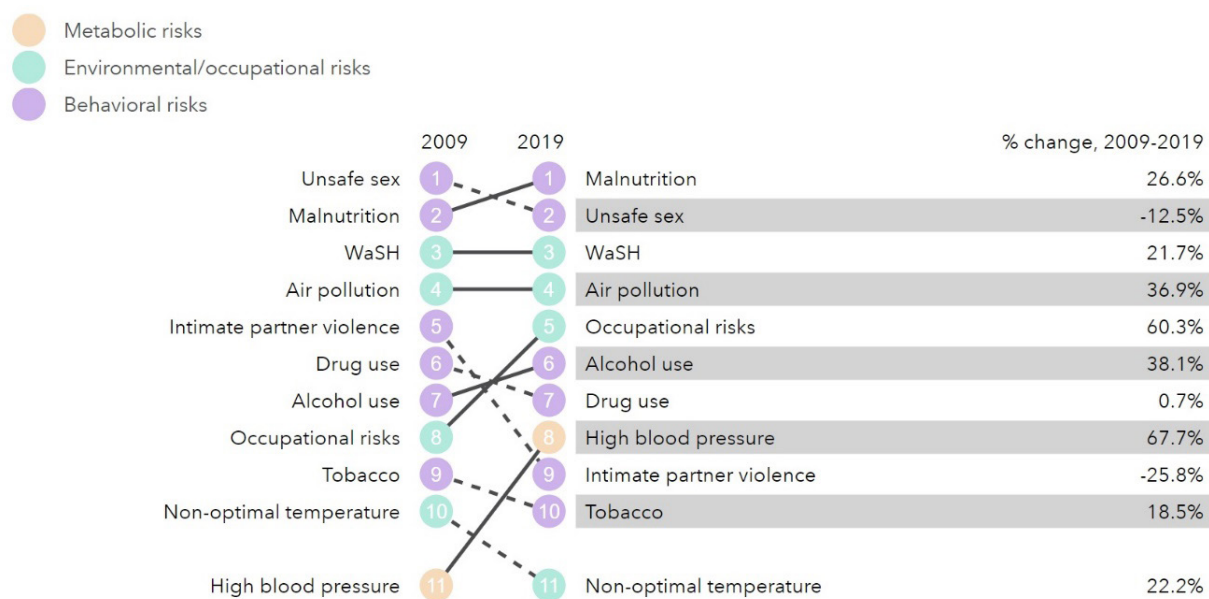 Metabolic risks
Environmental/occupational risks
Behavioral risks
2009 2019 % change, 2009-2019
Unsafe sex 1 1 Malnutrition 26.6%
Malnutrition 2 2 Unsafe sex -12.5%
WaSH 3 3 WaSH 21.7%
Air pollution 4 4 Air pollution 36.9%
Intimate partner violence 5 5 Occupational risks 60.3%
Drug use 6 6 Alcohol use 38.1%
Alcohol use 7 7 Drug use 0.7%
Occupational risks 8 8 High blood pressure 67.7%
Tobacco 9 9 Intimate partner violence -25.8%
Non-optimal temperature 10 10 Tobacco 18.5%
High blood pressure 11 11 Non-optimal temperature 22.2%